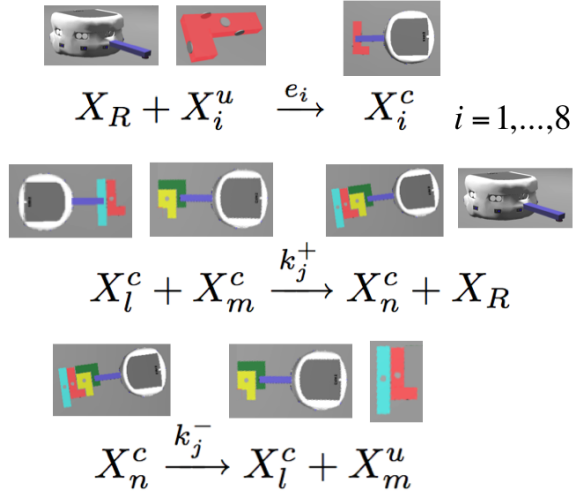 X_R + X_i^u \xrightarrow{e_i} X_i^c i = 1,...,8
X_l^c + X_m^c \xrightarrow{k_j^+} X_n^c + X_R
X_n^c \xrightarrow{k_j^-} X_l^c + X_m^u